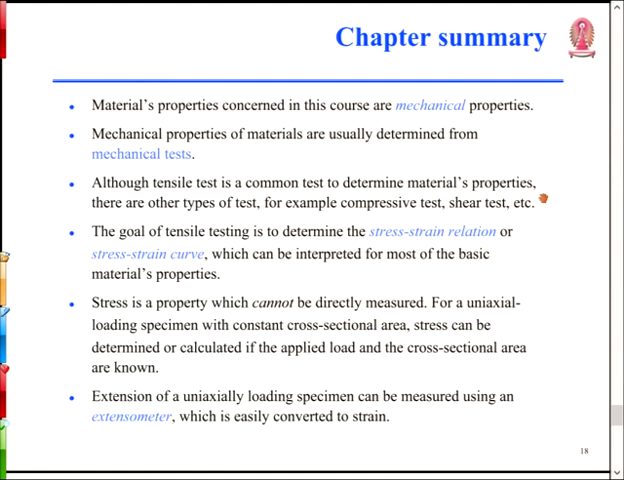 Chapter summary
• Material's properties concerned in this course are mechanical properties.
• Mechanical properties of materials are usually determined from
mechanical tests.
• Although tensile test is a common test to determine material's properties,
there are other types of test, for example compressive test, shear test, etc.
• The goal of tensile testing is to determine the stress-strain relation or
stress-strain curve, which can be interpreted for most of the basic
material's properties.
• Stress is a property which cannot be directly measured. For a uniaxial-
loading specimen with constant cross-sectional area, stress can be
determined or calculated if the applied load and the cross-sectional area
are known.
• Extension of a uniaxially loading specimen can be measured using an
extensometer, which is easily converted to strain.
18